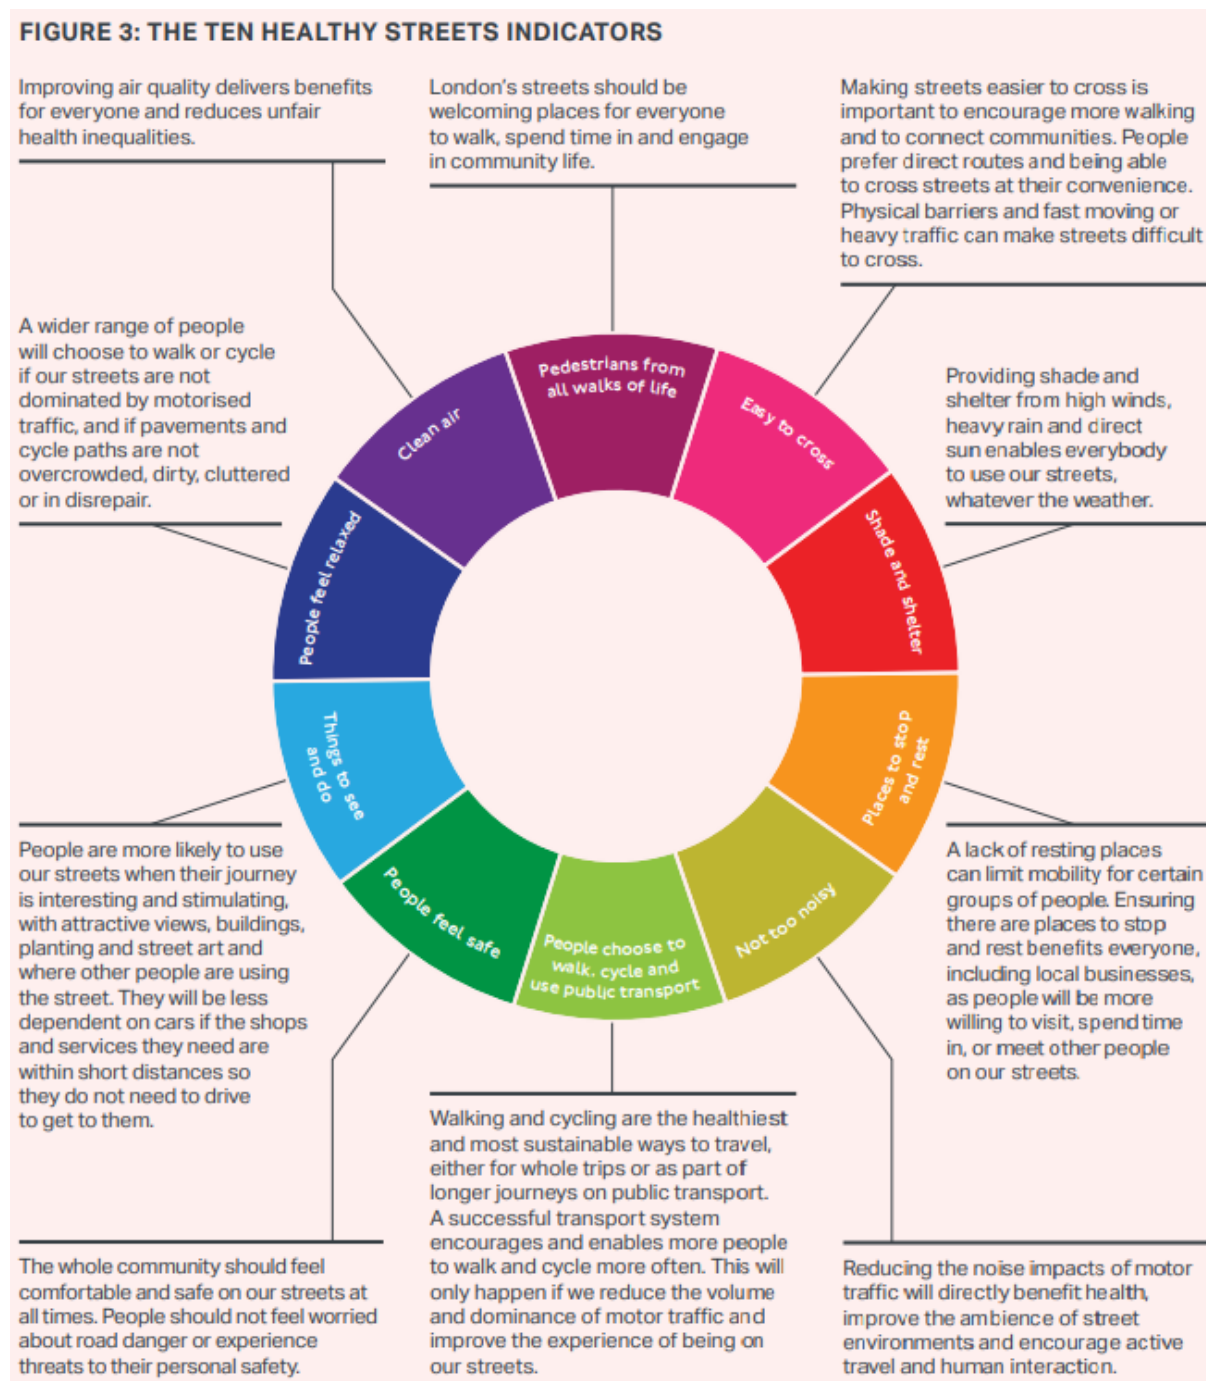 FIGURE 3: THE TEN HEALTHY STREETS INDICATORS
Improving air quality delivers benefits
for everyone and reduces unfair
health inequalities.
London's streets should be
welcoming places for everyone
to walk, spend time in and engage
in community life.
Making streets easier to cross is
important to encourage more walking
and to connect communities. People
prefer direct routes and being able
to cross streets at their convenience.
Physical barriers and fast moving or
heavy traffic can make streets difficult
to cross.
A wider range of people
will choose to walk or cycle
if our streets are not
dominated by motorised
traffic, and if pavements and
cycle paths are not
overcrowded, dirty, cluttered
or in disrepair.
Providing shade and
shelter from high winds,
heavy rain and direct
sun enables everybody
to use our streets,
whatever the weather.
Pedestrians from
all walks of life
Easy to cross
Shade and shelter
Places to stop
and rest
Not too noisy
People choose to
walk, cycle and
use public transport
People feel safe
Things to see
and do
People feel relaxed
Clean air
People are more likely to use
our streets when their journey
is interesting and stimulating,
with attractive views, buildings,
planting and street art and
where other people are using
the street. They will be less
dependent on cars if the shops
and services they need are
within short distances so
they do not need to drive
to get to them.
A lack of resting places
can limit mobility for certain
groups of people. Ensuring
there are places to stop
and rest benefits everyone,
including local businesses,
as people will be more
willing to visit, spend time
in, or meet other people
on our streets.
The whole community should feel
comfortable and safe on our streets at
all times. People should not feel worried
about road danger or experience
threats to their personal safety.
Walking and cycling are the healthiest
and most sustainable ways to travel,
either for whole trips or as part of
longer journeys on public transport.
A successful transport system
encourages and enables more people
to walk and cycle more often. This will
only happen if we reduce the volume
and dominance of motor traffic and
improve the experience of being on
our streets.
Reducing the noise impacts of motor
traffic will directly benefit health,
improve the ambience of street
environments and encourage active
travel and human interaction.